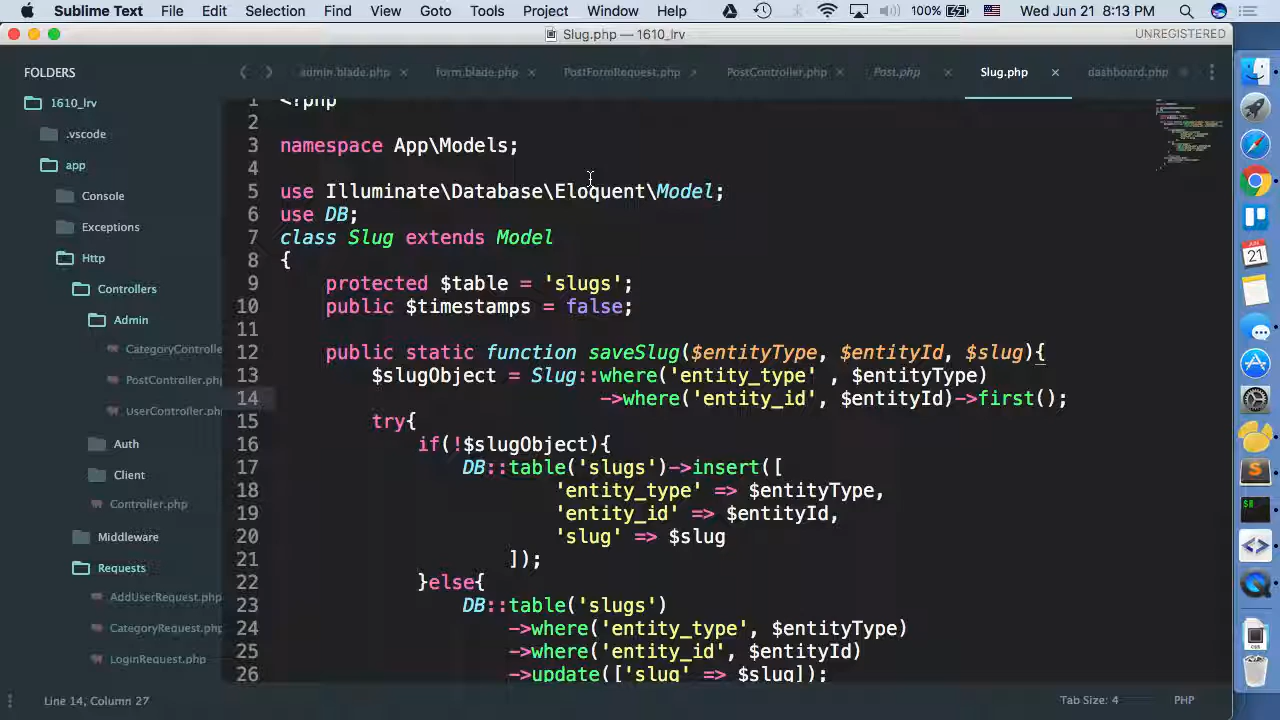 Sublime Text File Edit Selection Find View Goto Tools Project Window Help 100% Wed Jun 21 8:13 PM
Slug.php — 1610_lrv UNREGISTERED
FOLDERS
admin.blade.php form.blade.php PostFormRequest.php PostController.php Post.php Slug.php dashboard.php
1610_lrv
.vscode
app
Console
Exceptions
Http
Controllers
Admin
CategoryControlle
PostController.php
UserController.ph
Auth
Client
Controller.php
Middleware
Requests
AddUserRequest.php
CategoryRequest.ph
LoginRequest.php
1 <?php
2
3 namespace App\Models;
4
5 use Illuminate\Database\Eloquent\Model;
6 use DB;
7 class Slug extends Model
8 {
9 protected $table = 'slugs';
10 public $timestamps = false;
11
12 public static function saveSlug($entityType, $entityId, $slug){
13 $slugObject = Slug::where('entity_type' , $entityType)
14 ->where('entity_id', $entityId)->first();
15 try{
16 if(!$slugObject){
17 DB::table('slugs')->insert([
18 'entity_type' => $entityType,
19 'entity_id' => $entityId,
20 'slug' => $slug
21 ]);
22 }else{
23 DB::table('slugs')
24 ->where('entity_type', $entityType)
25 ->where('entity_id', $entityId)
26 ->update(['slug' => $slug]);
Line 14, Column 27 Tab Size: 4 PHP
21